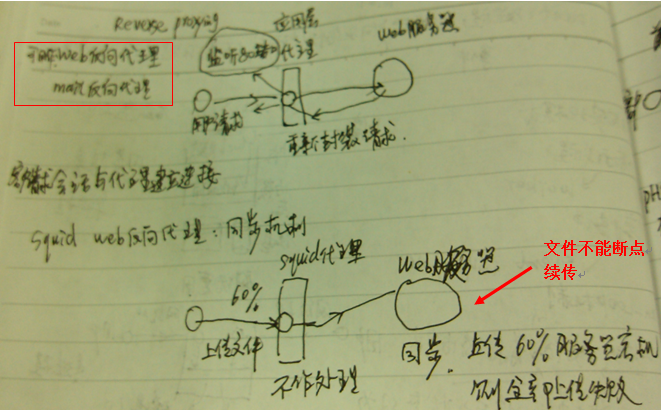 Reverse proxying
应用层
代理
web服务器
监听80端口
可作web反向代理
mail反向代理
用户请求
重新封装请求.
客户请求会话与代理建立连接
squid web反向代理:同步机制
squid代理
web服务器
文件不能断点
续传
60%
上传文件
不作处理
同步.
上传60%服务器宕机
则全部上传失败